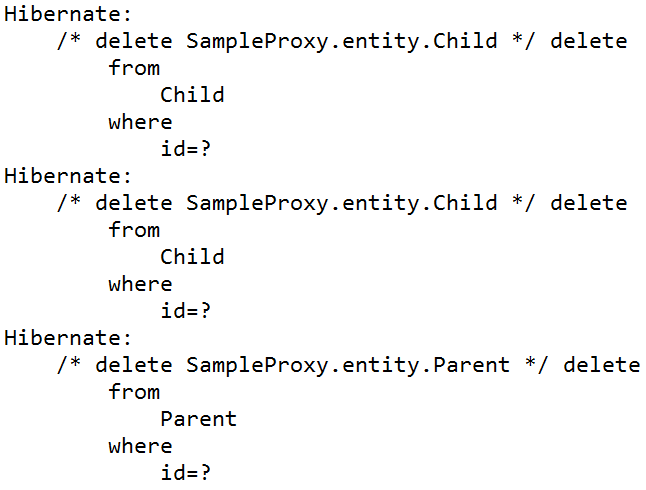 Hibernate:
    /* delete SampleProxy.entity.Child */ delete
        from
            Child
        where
            id=?
Hibernate:
    /* delete SampleProxy.entity.Child */ delete
        from
            Child
        where
            id=?
Hibernate:
    /* delete SampleProxy.entity.Parent */ delete
        from
            Parent
        where
            id=?